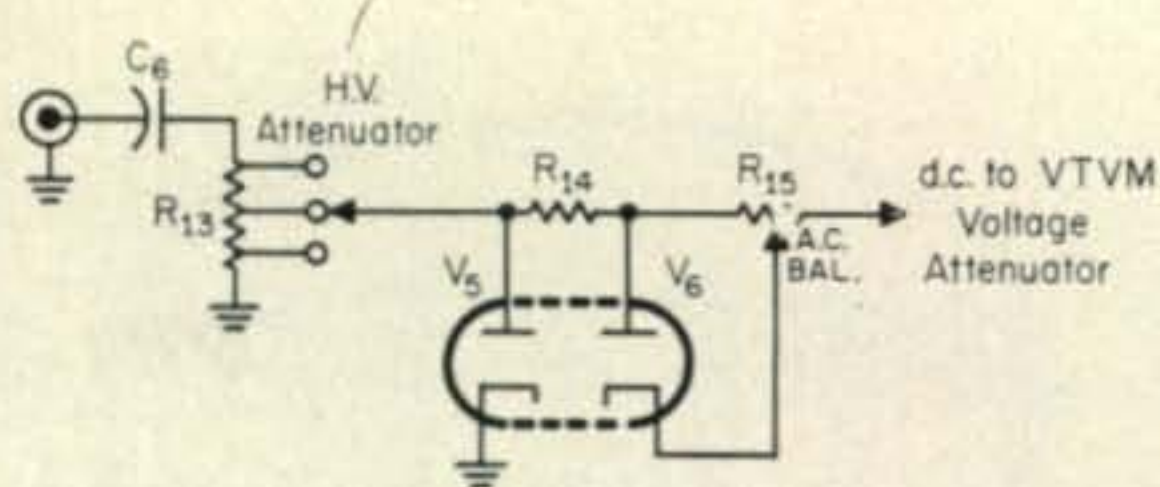 C₆
H.V.
Attenuator
R₁₃
R₁₄
R₁₅
d.c. to VTVM
Voltage
Attenuator
A.C.
BAL.
V₅
V₆